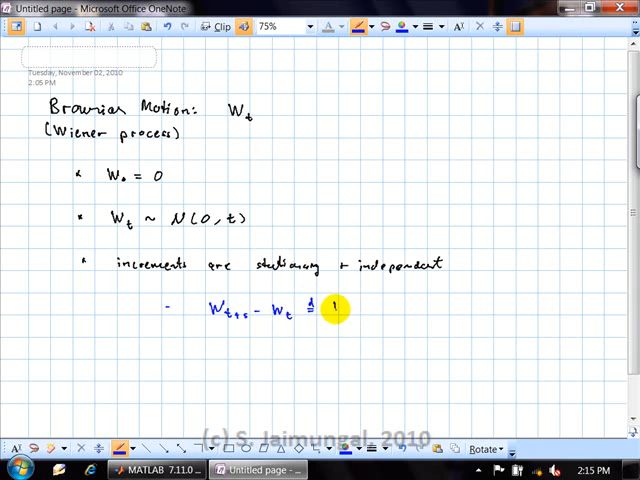 Untitled page - Microsoft Office OneNote
75%
Tuesday, November 02, 2010
2:05 PM
Brownian Motion: Wt
(Wiener process)
* W0 = 0
* Wt ~ N(0, t)
* increments are stationary + independent
- Wt+s - Wt d=
(c) S. Jaimungal, 2010
Rotate
MATLAB 7.11.0 ...
Untitled page - Micr...
2:15 PM